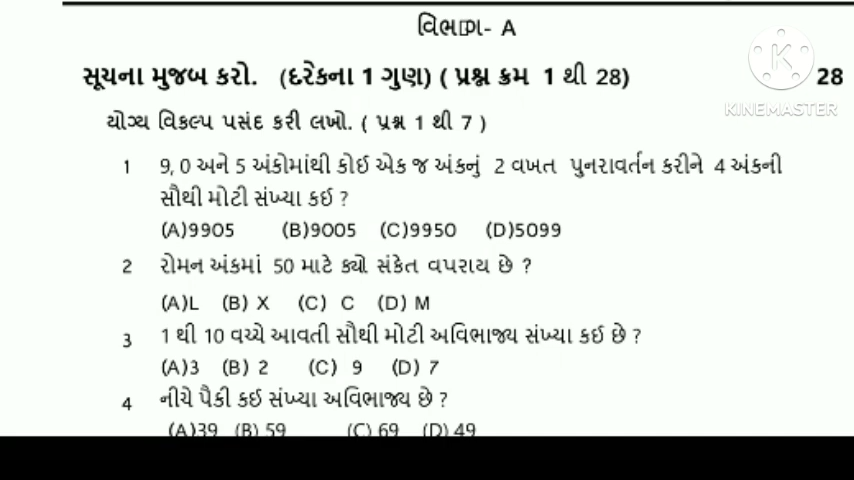 વિભાગ- A
સૂચના મુજબ કરો. (દરેકના 1 ગુણ) ( પ્રશ્ન ક્રમ 1 થી 28) 28
KINEMASTER
યોગ્ય વિકલ્પ પસંદ કરી લખો. ( પ્રશ્ન 1 થી 7 )
1 9, 0 અને 5 અંકોમાંથી કોઈ એક જ અંકનું 2 વખત પુનરાવર્તન કરીને 4 અંકની
સૌથી મોટી સંખ્યા કઈ ?
(A)9905 (B)9005 (C)9950 (D)5099
2 રોમન અંકમાં 50 માટે ક્યો સંકેત વપરાય છે ?
(A)L (B) X (C) C (D) M
3 1 થી 10 વચ્ચે આવતી સૌથી મોટી અવિભાજ્ય સંખ્યા કઈ છે ?
(A)3 (B) 2 (C) 9 (D) 7
4 નીચે પૈકી કઈ સંખ્યા અવિભાજ્ય છે ?
(A)39 (B) 59 (C) 69 (D) 49